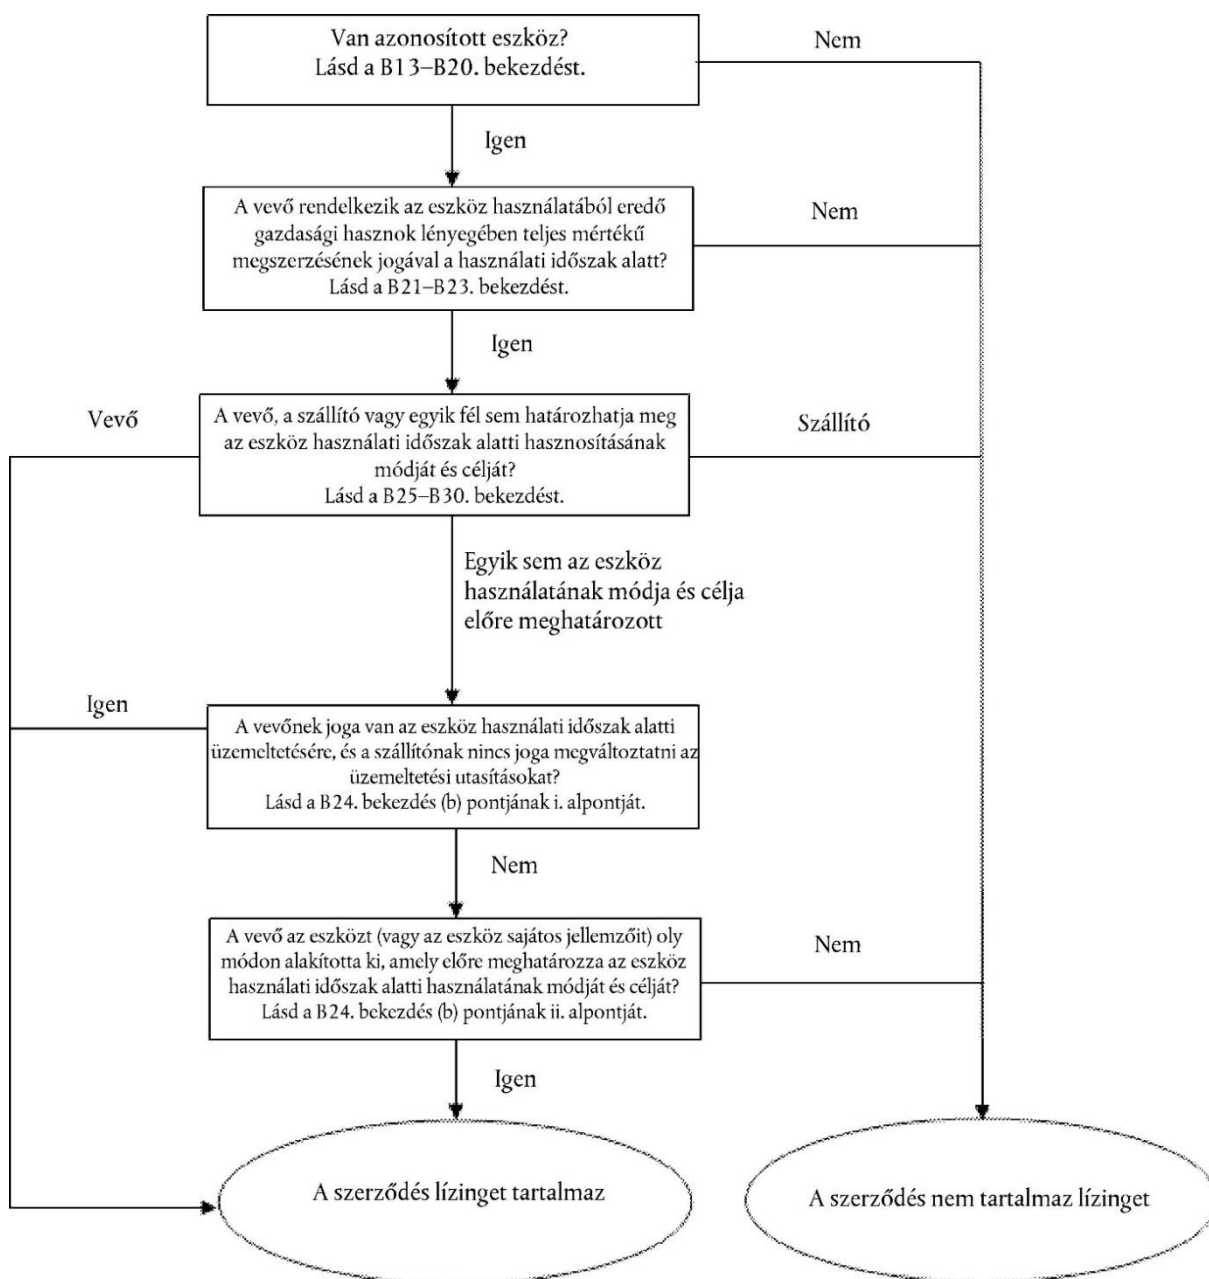 Van azonosított eszköz?
Lásd a B13–B20. bekezdést.
Nem
Igen
A vevő rendelkezik az eszköz használatából eredő
gazdasági hasznok lényegében teljes mértékű
megszerzésének jogával a használati időszak alatt?
Lásd a B21–B23. bekezdést.
Nem
Igen
Vevő
A vevő, a szállító vagy egyik fél sem határozhatja meg
az eszköz használati időszak alatti hasznosításának
módját és célját?
Lásd a B25–B30. bekezdést.
Szállító
Egyik sem az eszköz
használatának módja és célja
előre meghatározott
Igen
A vevőnek joga van az eszköz használati időszak alatti
üzemeltetésére, és a szállítónak nincs joga megváltoztatni az
üzemeltetési utasításokat?
Lásd a B24. bekezdés (b) pontjának i. alpontját.
Nem
A vevő az eszközt (vagy az eszköz sajátos jellemzőit) oly
módon alakította ki, amely előre meghatározza az eszköz
használati időszak alatti használatának módját és célját?
Lásd a B24. bekezdés (b) pontjának ii. alpontját.
Nem
Igen
A szerződés lízinget tartalmaz
A szerződés nem tartalmaz lízinget